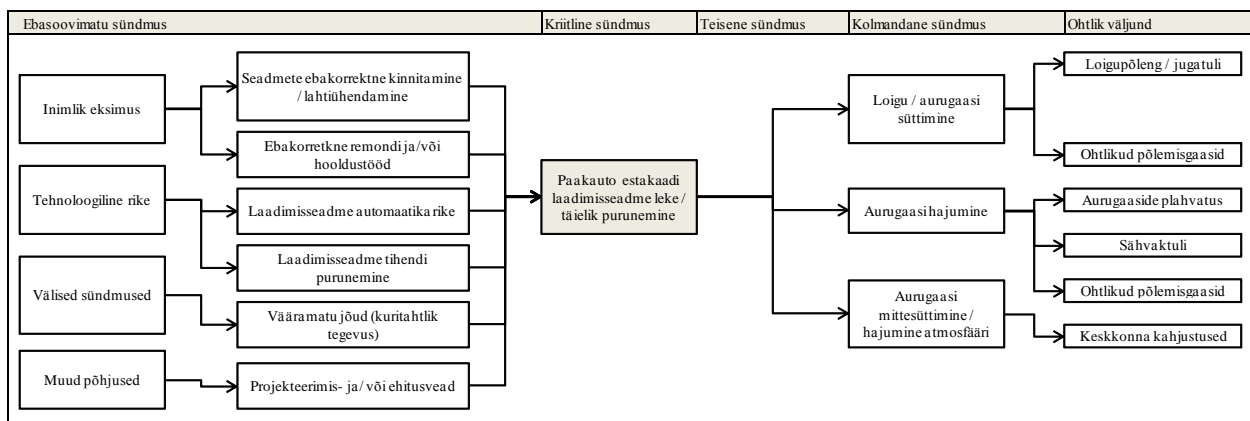 Ebasoovimatu sündmus
Kriitline sündmus
Teisene sündmus
Kolmandane sündmus
Ohtlik väljund
Inimlik eksimus
Tehnoloogiline rike
Välised sündmused
Muud põhjused
Seadmete ebakorrektne kinnitamine
/ lahtiühendamine
Ebakorretkne remondi ja/või
hooldustööd
Laadimisseadme automaatika rike
Laadimisseadme tihendi
purunemine
Vääramatu jõud (kuritahtlik
tegevus)
Projekteerimis- ja/ või ehitusvead
Paakauto estakaadi
laadimisseadme leke /
täielik purunemine
Loigu / aurugaasi
süttimine
Aurugaasi hajumine
Aurugaasi
mittesüttimine /
hajumine atmosfääri
Loigupõleng / jugatuli
Ohtlikud põlemisgaasid
Aurugaaside plahvatus
Sähvaktuli
Ohtlikud põlemisgaasid
Keskkonna kahjustused